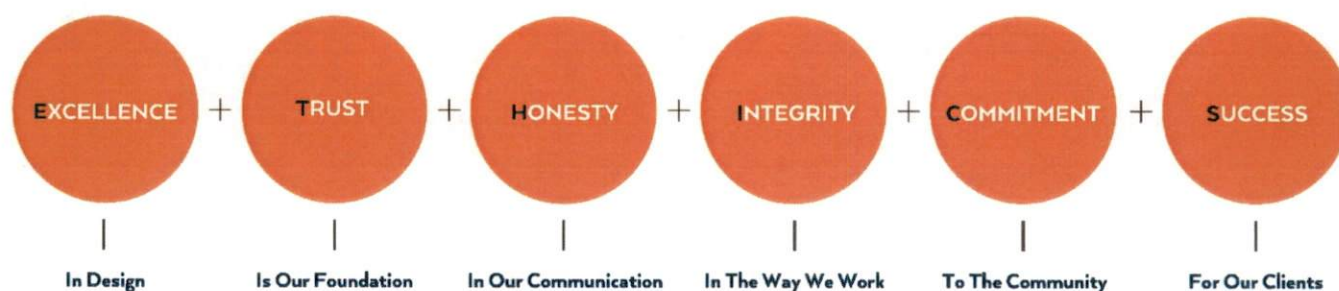 EXCELLENCE + TRUST + HONESTY + INTEGRITY + COMMITMENT + SUCCESS
In Design Is Our Foundation In Our Communication In The Way We Work To The Community For Our Clients